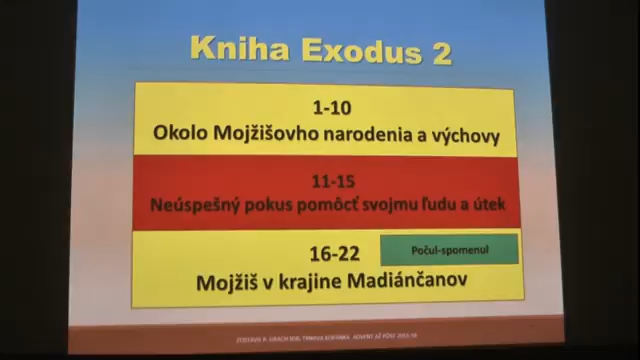 Kniha Exodus 2
1-10
Okolo Mojžišovho narodenia a výchovy
11-15
Neúspešný pokus pomôcť svojmu ľudu a útek
16-22
Počul-spomenul
Mojžiš v krajine Madiánčanov